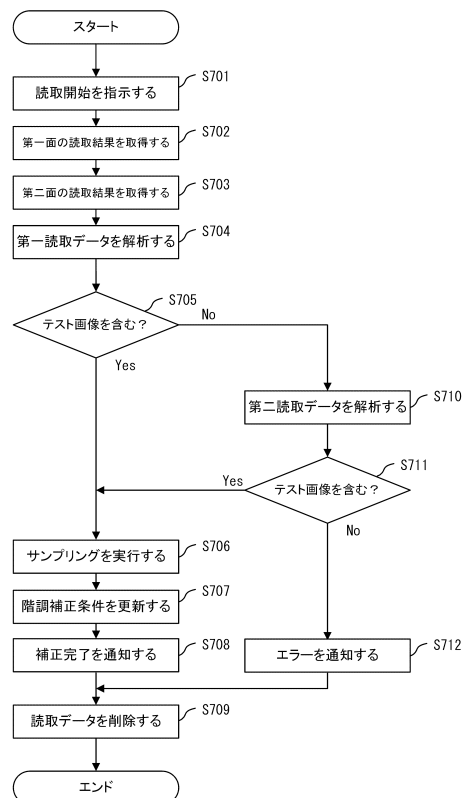 スタート
S701
読取開始を指示する
S702
第一面の読取結果を取得する
S703
第二面の読取結果を取得する
S704
第一読取データを解析する
S705
テスト画像を含む？
No
Yes
S710
第二読取データを解析する
S711
テスト画像を含む？
Yes
No
S706
サンプリングを実行する
S707
階調補正条件を更新する
S708
補正完了を通知する
S712
エラーを通知する
S709
読取データを削除する
エンド